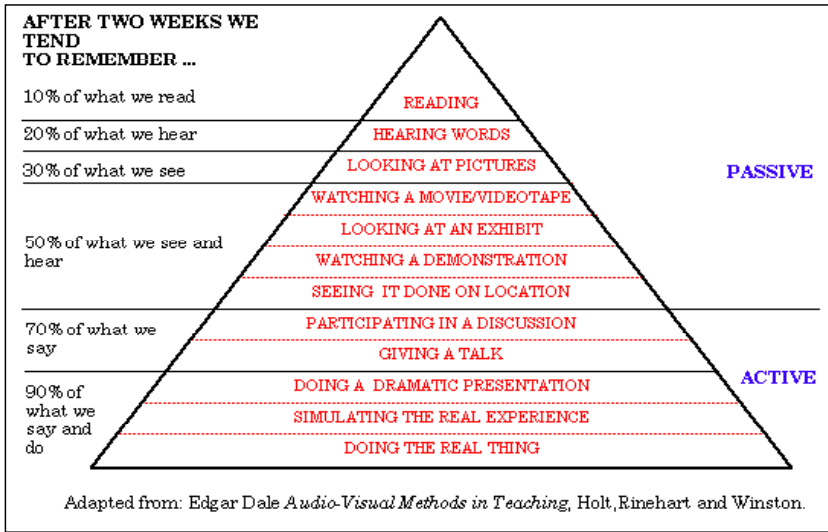 AFTER TWO WEEKS WE
TEND
TO REMEMBER ...
10% of what we read
READING
20% of what we hear
HEARING WORDS
30% of what we see
LOOKING AT PICTURES
PASSIVE
WATCHING A MOVIE/VIDEOTAPE
LOOKING AT AN EXHIBIT
50% of what we see and
hear
WATCHING A DEMONSTRATION
SEEING IT DONE ON LOCATION
70% of what we
say
PARTICIPATING IN A DISCUSSION
GIVING A TALK
ACTIVE
90% of
what we
say and
do
DOING A DRAMATIC PRESENTATION
SIMULATING THE REAL EXPERIENCE
DOING THE REAL THING
Adapted from: Edgar Dale Audio-Visual Methods in Teaching, Holt,Rinehart and Winston.